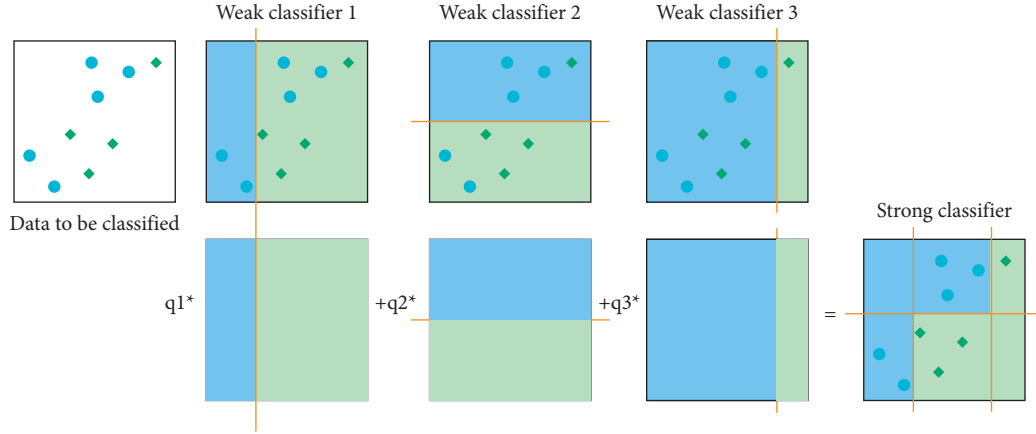 Weak classifier 1
Weak classifier 2
Weak classifier 3
Data to be classified
Strong classifier
q1*
+q2*
+q3*
=